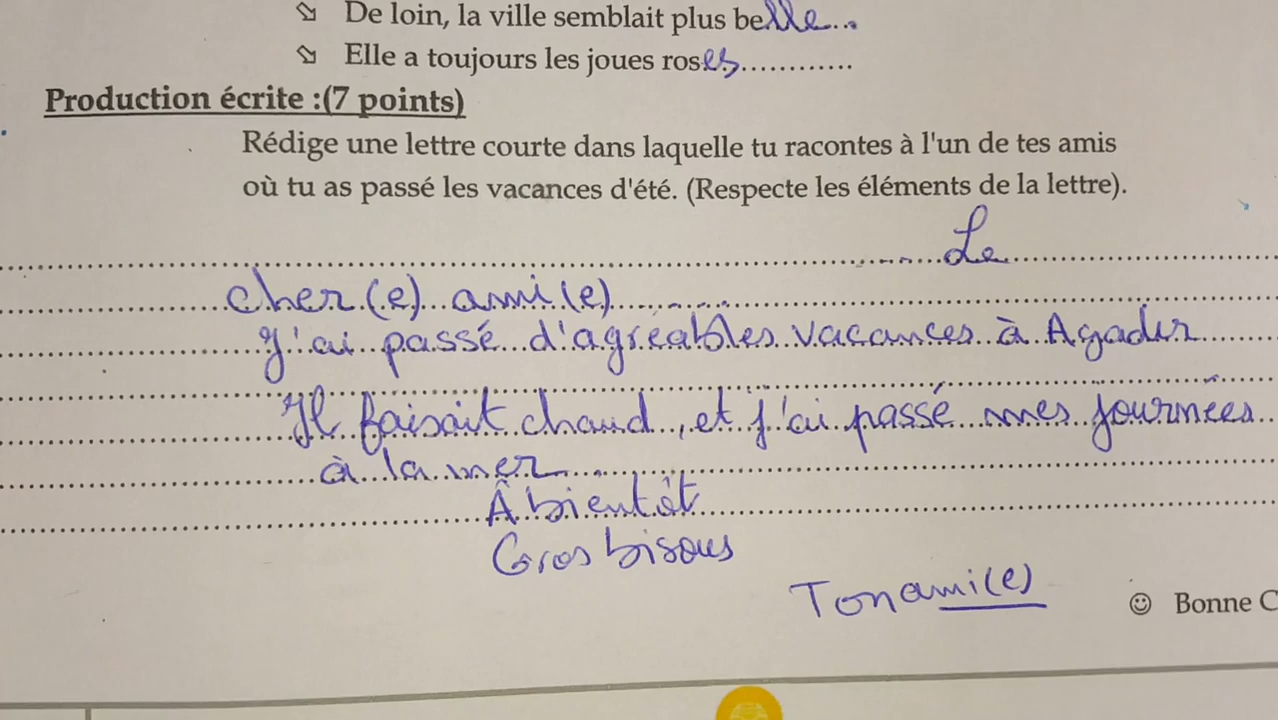 De loin, la ville semblait plus belle...
Elle a toujours les joues roses............
Production écrite :(7 points)
Rédige une lettre courte dans laquelle tu racontes à l'un de tes amis
où tu as passé les vacances d'été. (Respecte les éléments de la lettre).
Le
cher(e) ami(e)
J'ai passé d'agréables vacances à Agadir
Il faisait chaud, et j'ai passé mes journées
à la mer
À bientôt
Gros bisous
Ton ami(e)
☺ Bonne C